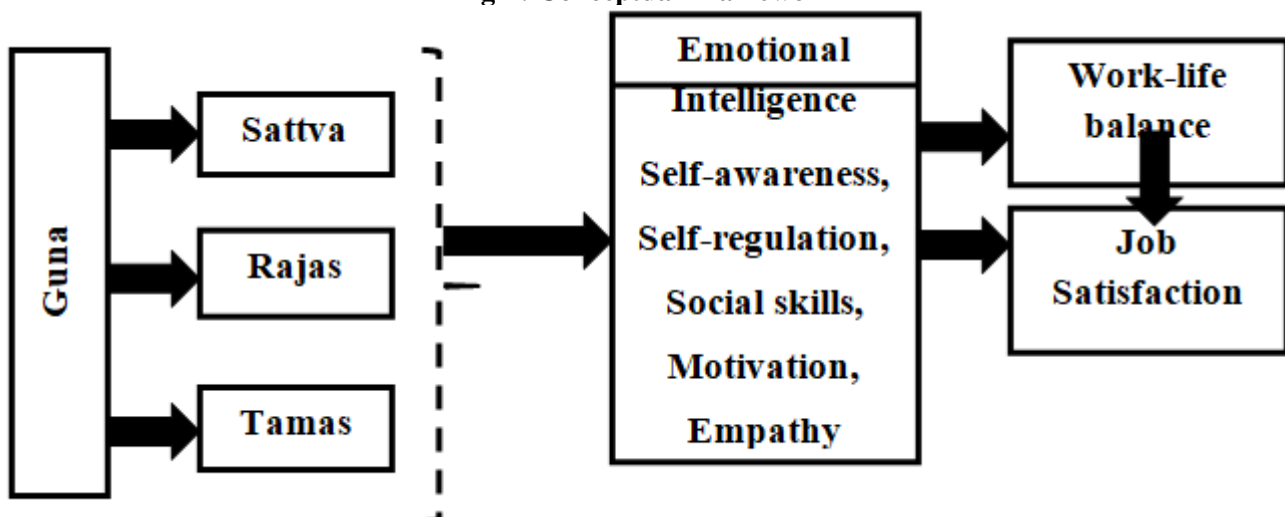 Guna
Sattva
Rajas
Tamas
Emotional
Intelligence
Self-awareness,
Self-regulation,
Social skills,
Motivation,
Empathy
Work-life
balance
Job
Satisfaction